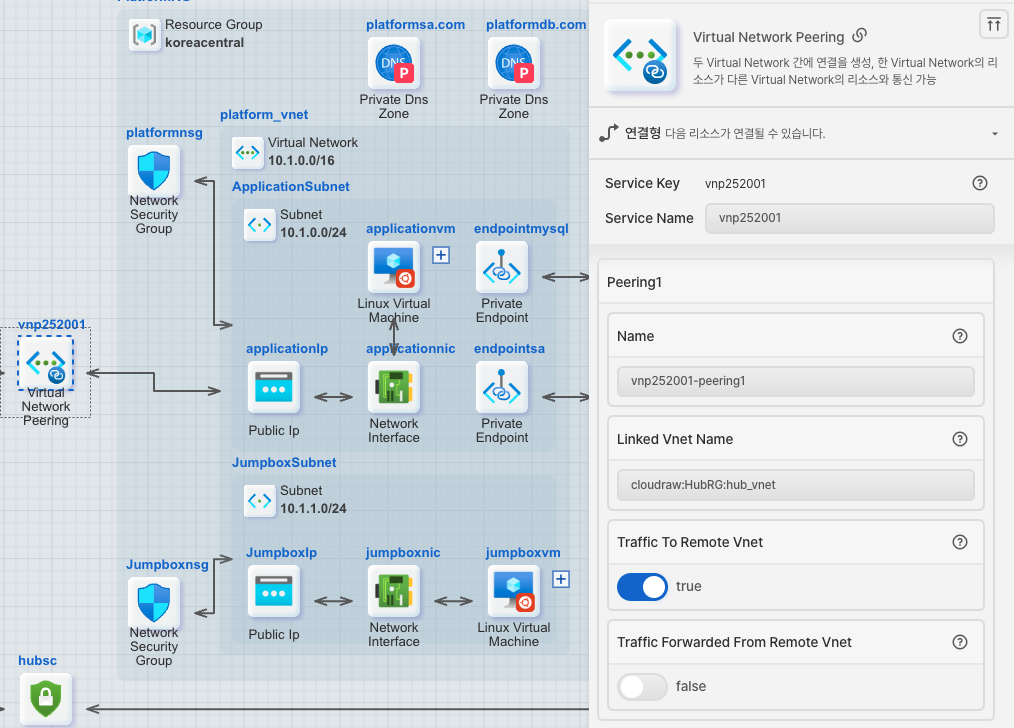 Resource Group
koreacentral
platformsa.com
platformdb.com
DNS
P
DNS
P
Private Dns
Zone
Private Dns
Zone
platform_vnet
platformnsg
Virtual Network
10.1.0.0/16
Network
Security
Group
ApplicationSubnet
Subnet
10.1.0.0/24
applicationvm
endpointmysql
Linux Virtual
Machine
Private
Endpoint
vnp252001
Virtual
Network
Peering
applicationIp
applicationnic
endpointsa
Public Ip
Network
Interface
Private
Endpoint
JumpboxSubnet
Subnet
10.1.1.0/24
Jumpboxnsg
JumpboxIp
jumpboxnic
jumpboxvm
Network
Security
Group
Public Ip
Network
Interface
Linux Virtual
Machine
hubsc
Virtual Network Peering
두 Virtual Network 간에 연결을 생성, 한 Virtual Network의 리
소스가 다른 Virtual Network의 리소스와 통신 가능
연결형 다음 리소스가 연결될 수 있습니다.
Service Key vnp252001
Service Name vnp252001
Peering1
Name
vnp252001-peering1
Linked Vnet Name
cloudraw:HubRG:hub_vnet
Traffic To Remote Vnet
true
Traffic Forwarded From Remote Vnet
false